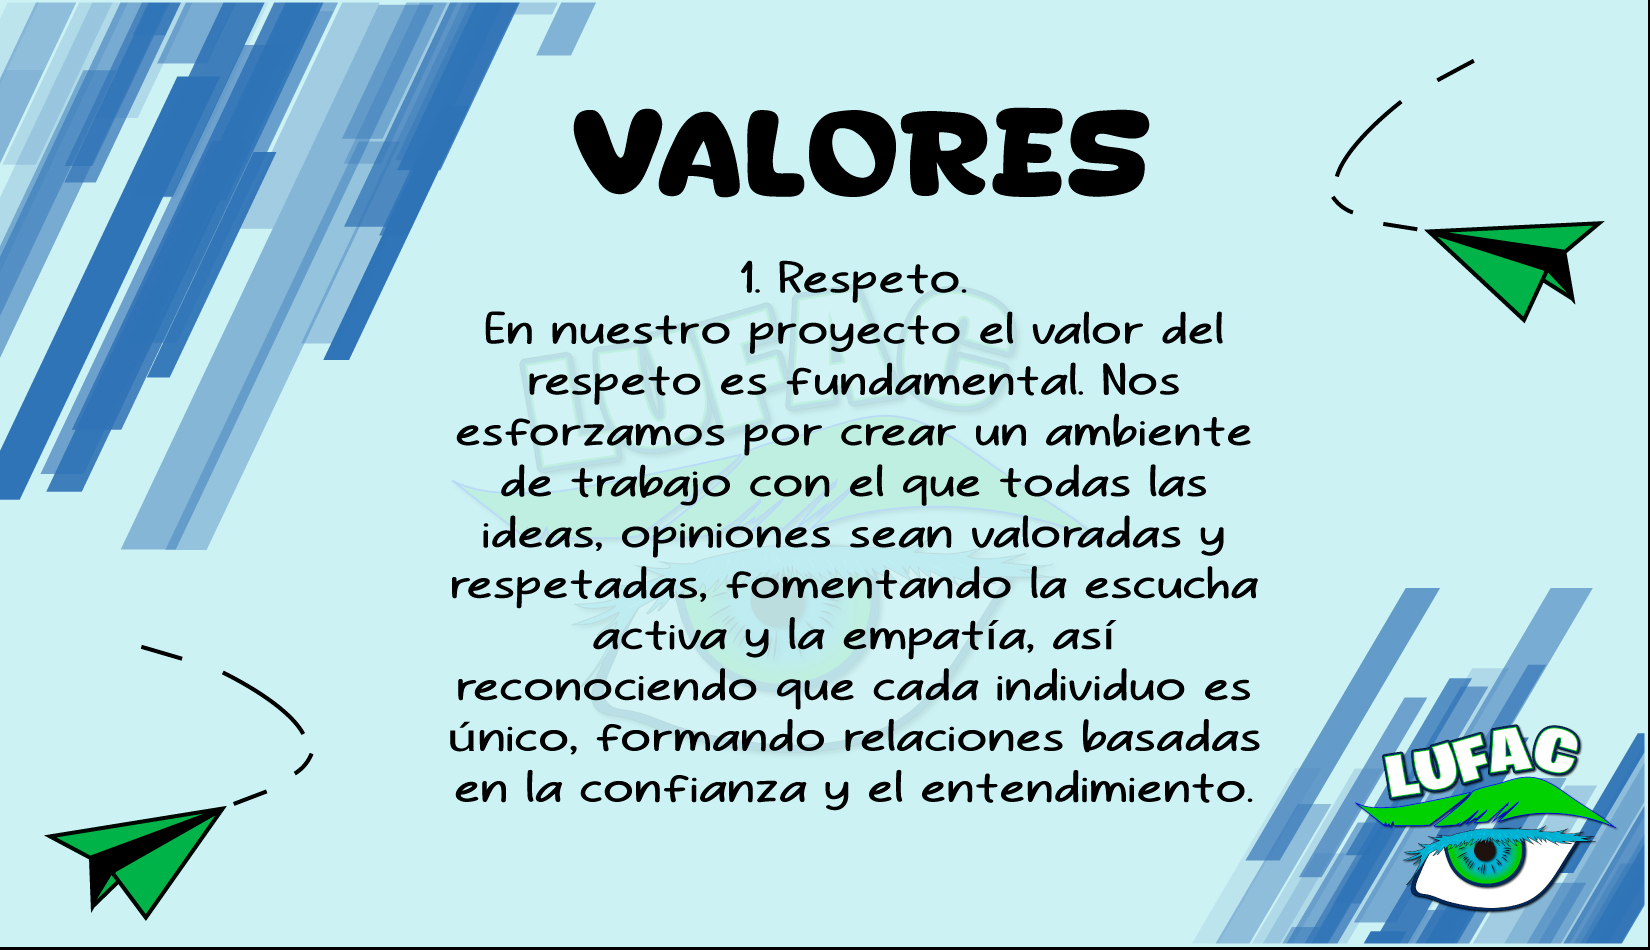 VALORES
1. Respeto.
En nuestro proyecto el valor del
respeto es fundamental. Nos
esforzamos por crear un ambiente
de trabajo con el que todas las
ideas, opiniones sean valoradas y
respetadas, fomentando la escucha
activa y la empatía, así
reconociendo que cada individuo es
único, formando relaciones basadas
en la confianza y el entendimiento.
LUFAC
LUFAC